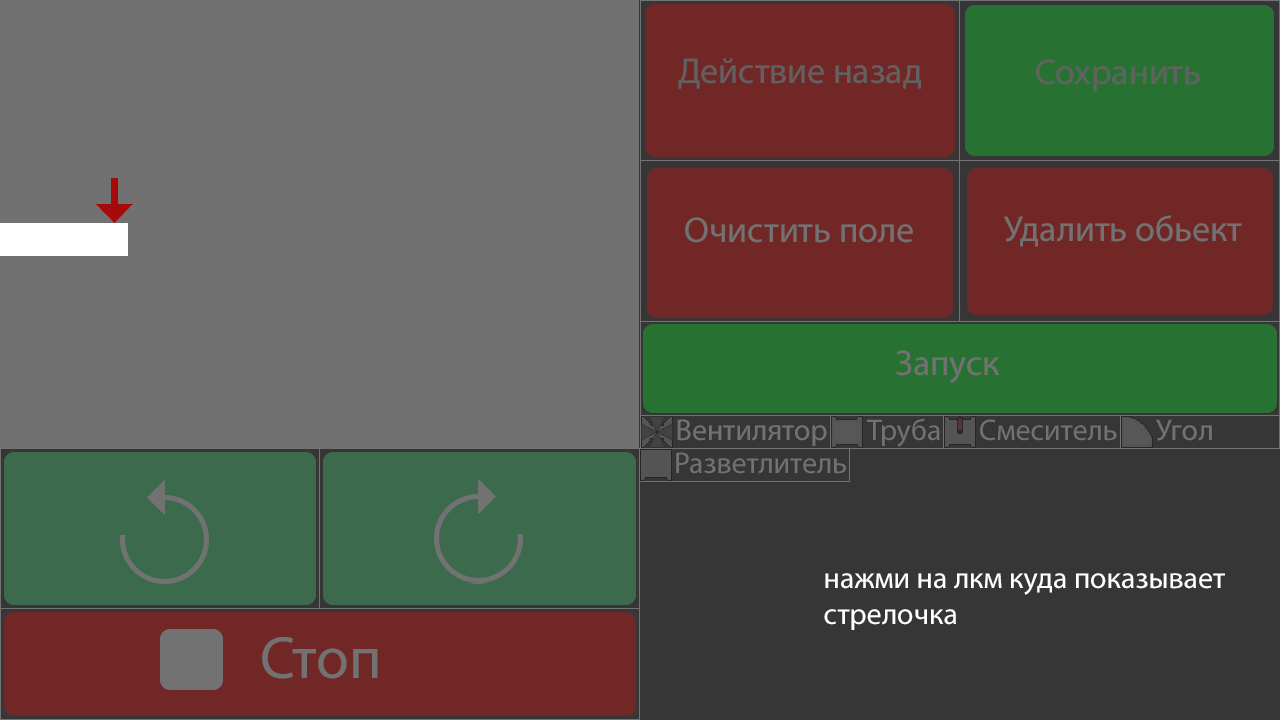 Действие назад
Сохранить
Очистить поле
Удалить обьект
Запуск
Вентилятор Труба Смеситель Угол
Разветлитель
нажми на лкм куда показывает
стрелочка
Стоп